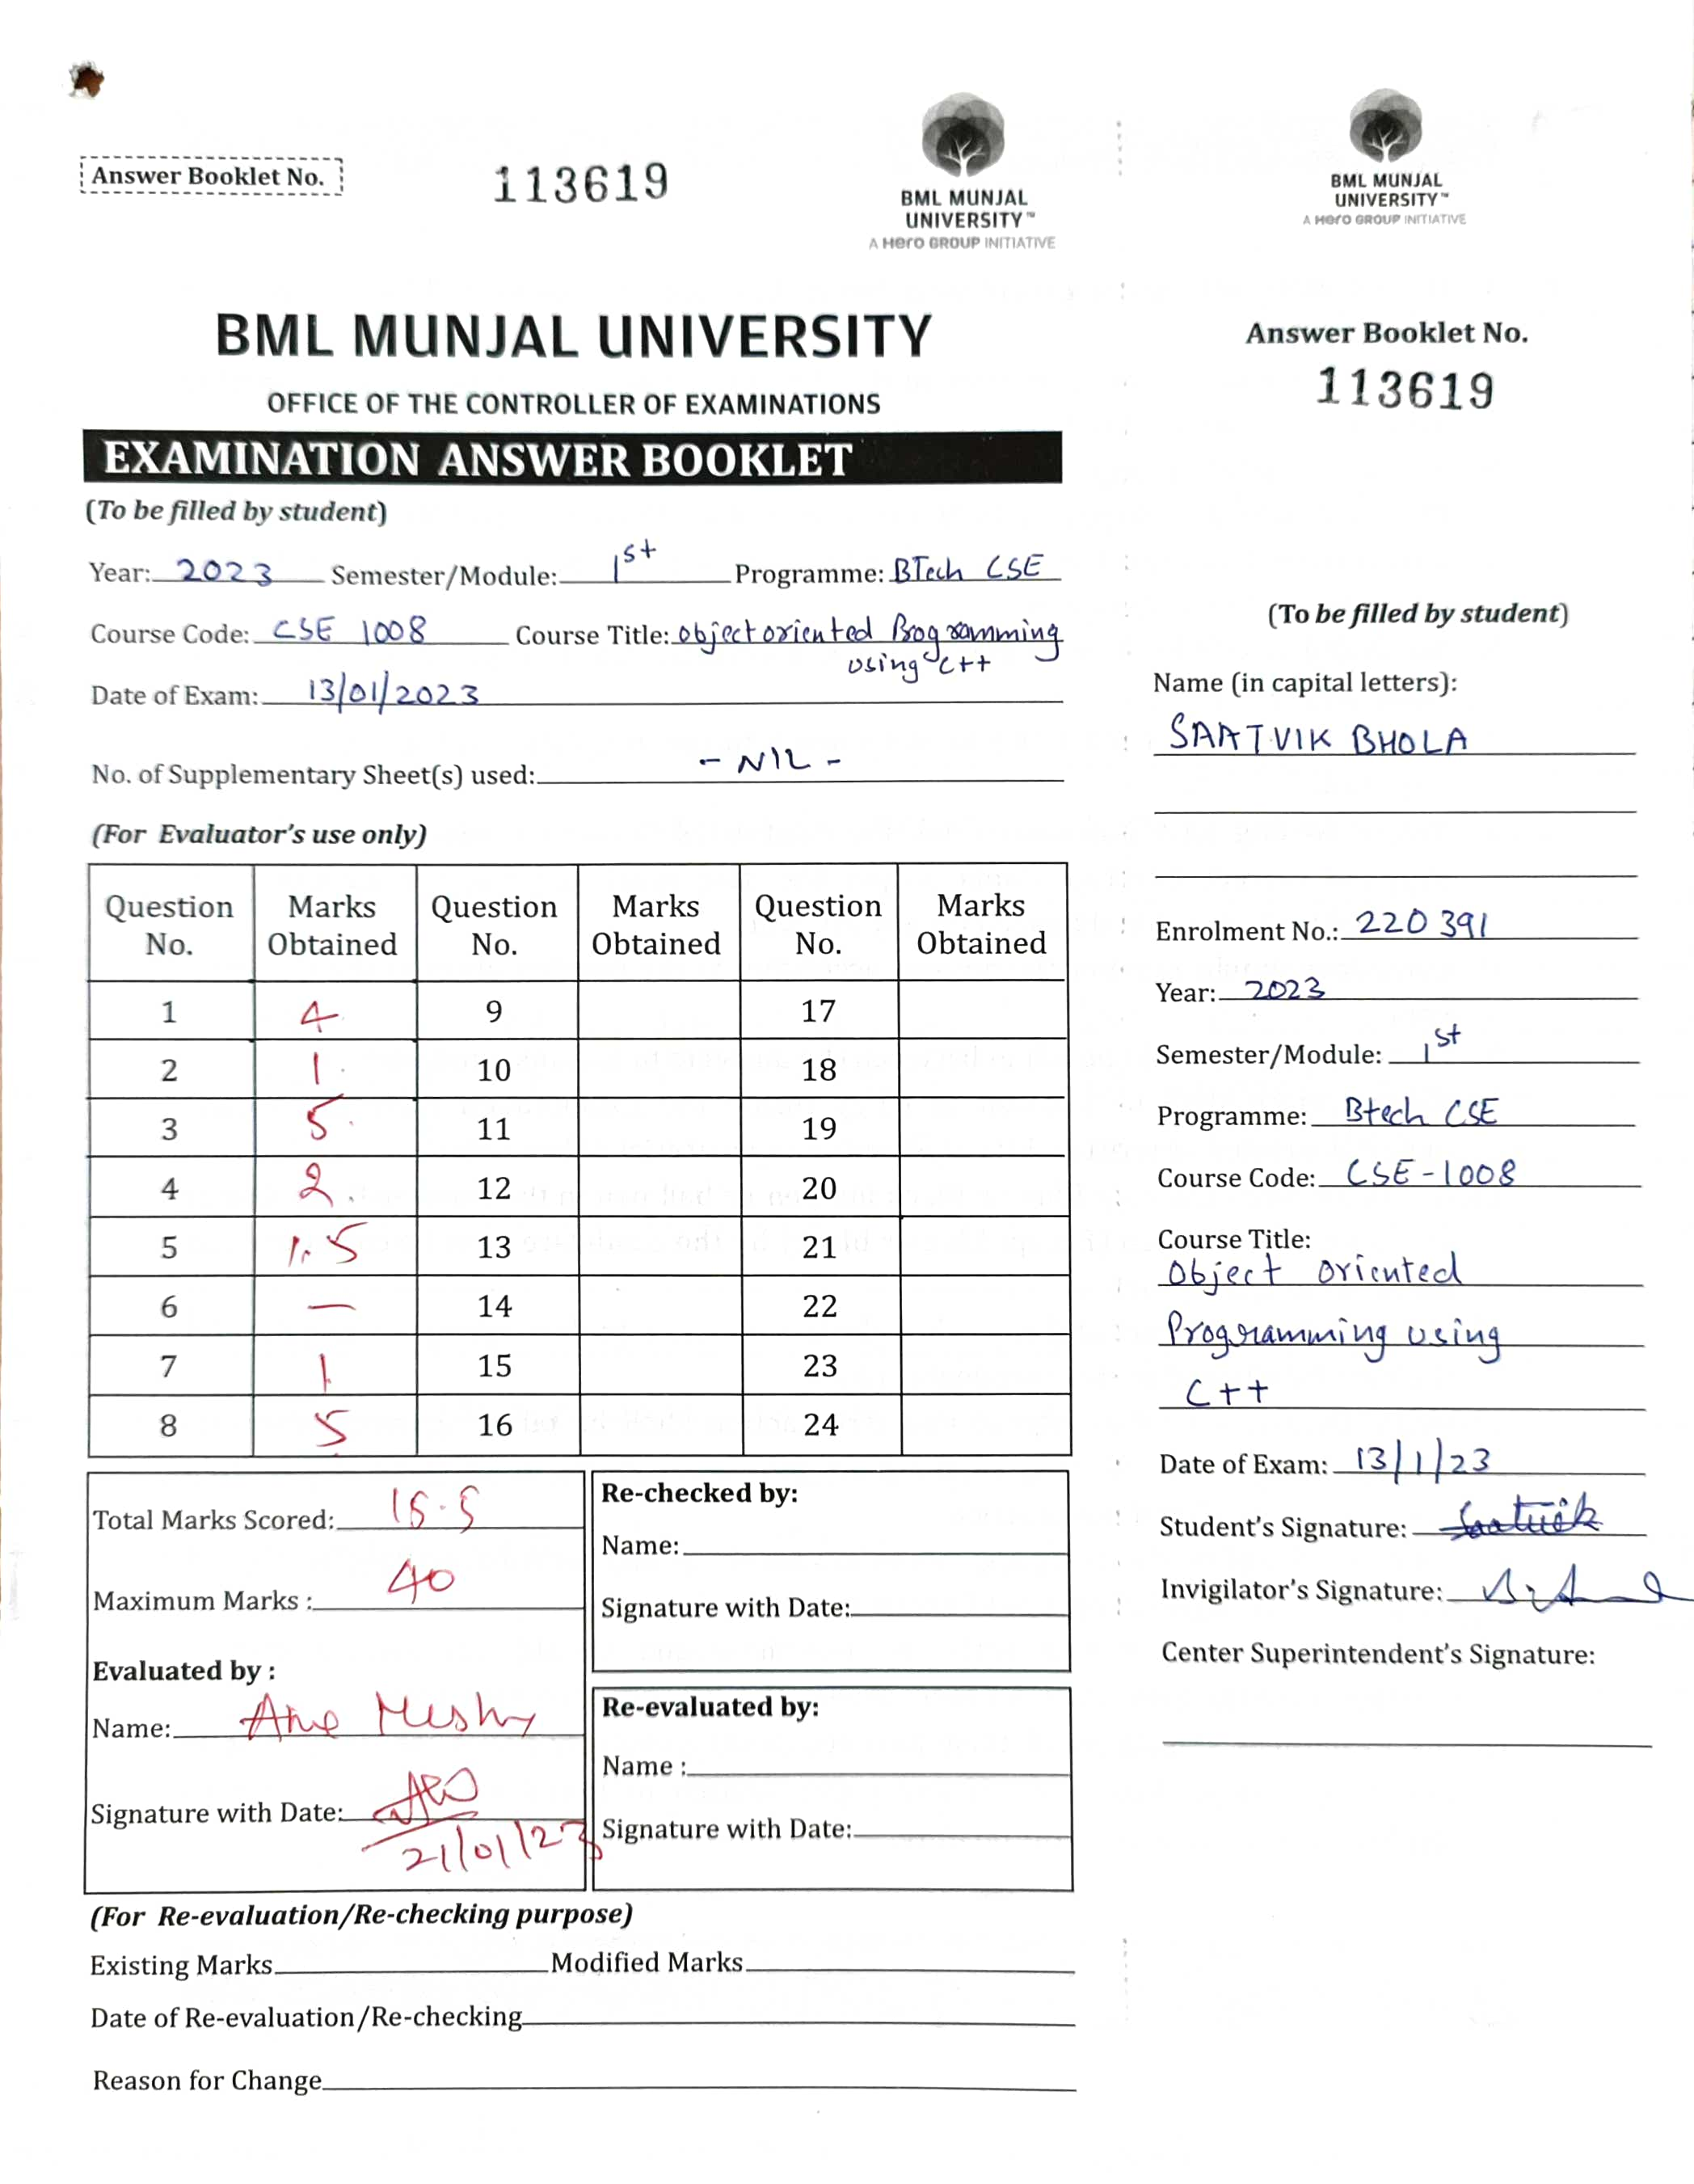 Answer Booklet No. 113619
BML MUNJAL
UNIVERSITY™
A Hero GROUP INITIATIVE
BML MUNJAL UNIVERSITY
OFFICE OF THE CONTROLLER OF EXAMINATIONS
EXAMINATION ANSWER BOOKLET
(To be filled by student)
Year: 2023 Semester/Module: 1st Programme: BTech CSE
Course Code: CSE 1008 Course Title: Object oriented Programming
using C++
Date of Exam: 13/01/2023
No. of Supplementary Sheet(s) used: - NIL -
(For Evaluator's use only)
Question No. Marks Obtained Question No. Marks Obtained Question No. Marks Obtained
1 4 9 17
2 1 10 18
3 5 11 19
4 2 12 20
5 1.5 13 21
6 — 14 22
7 1 15 23
8 5 16 24
Total Marks Scored: 15.5
Maximum Marks : 40
Evaluated by :
Name:
Signature with Date: 21/01/23
Re-checked by:
Name:
Signature with Date:
Re-evaluated by:
Name :
Signature with Date:
(For Re-evaluation/Re-checking purpose)
Existing Marks Modified Marks
Date of Re-evaluation/Re-checking
Reason for Change
BML MUNJAL
UNIVERSITY™
A Hero GROUP INITIATIVE
Answer Booklet No.
113619
(To be filled by student)
Name (in capital letters):
SAATVIK BHOLA
Enrolment No.: 220391
Year: 2023
Semester/Module: 1st
Programme: Btech CSE
Course Code: CSE-1008
Course Title:
Object oriented
Programming using
C++
Date of Exam: 13/1/23
Student's Signature: Saatvik
Invigilator's Signature:
Center Superintendent's Signature: